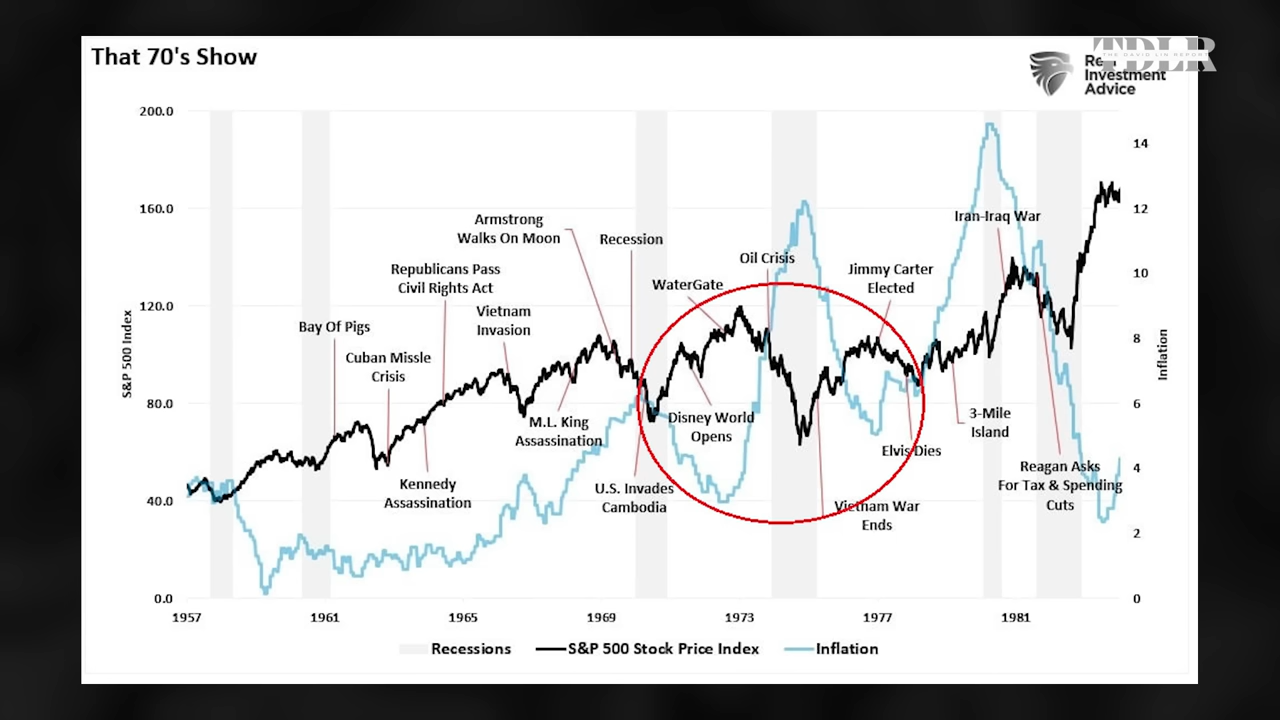 That 70's Show
TDLR
THE DAVID LIN REPORT
Investment
Advice
200.0
160.0
120.0
80.0
40.0
0.0
S&P 500 Index
14
12
10
8
6
4
2
0
Inflation
Armstrong
Walks On Moon
Recession
Republicans Pass
Civil Rights Act
Vietnam
Invasion
Bay Of Pigs
Cuban Missle
Crisis
M.L. King
Assassination
Kennedy
Assassination
U.S. Invades
Cambodia
WaterGate
Oil Crisis
Jimmy Carter
Elected
Disney World
Opens
Elvis Dies
Vietnam War
Ends
Iran-Iraq War
3-Mile
Island
Reagan Asks
For Tax & Spending
Cuts
1957
1961
1965
1969
1973
1977
1981
Recessions
S&P 500 Stock Price Index
Inflation